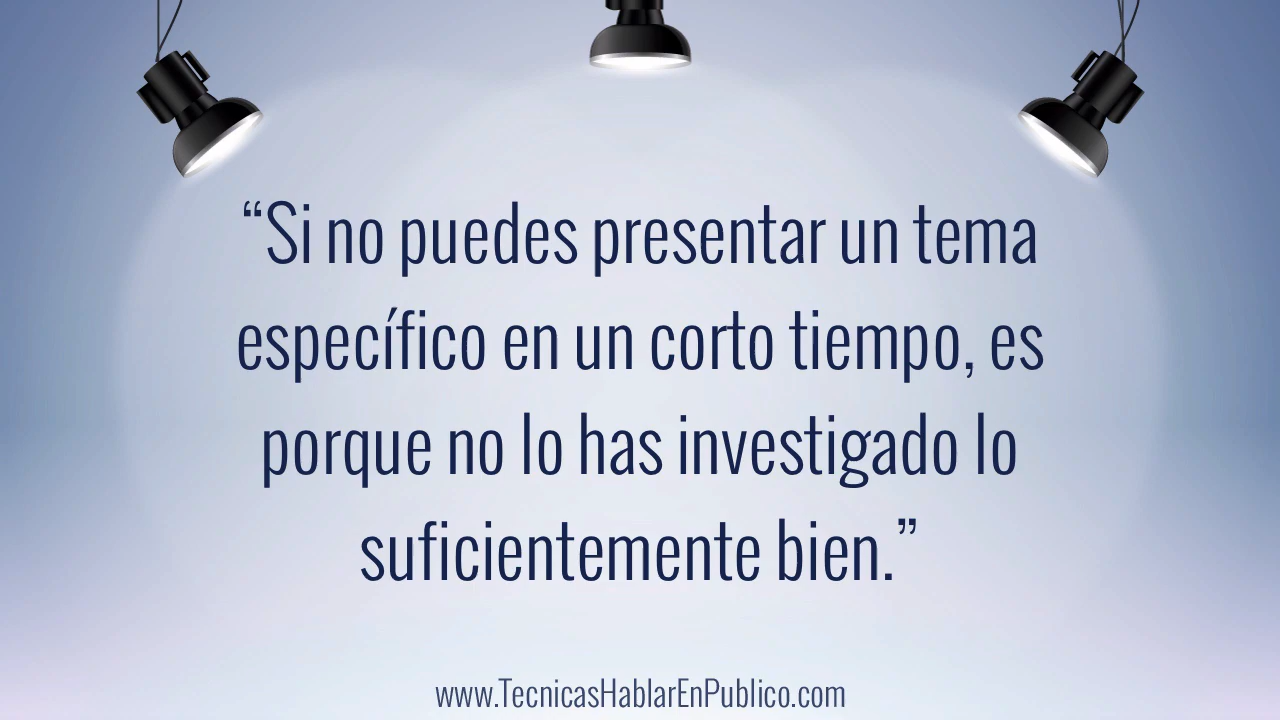 “Si no puedes presentar un tema
específico en un corto tiempo, es
porque no lo has investigado lo
suficientemente bien.”
www.TecnicasHablarEnPublico.com